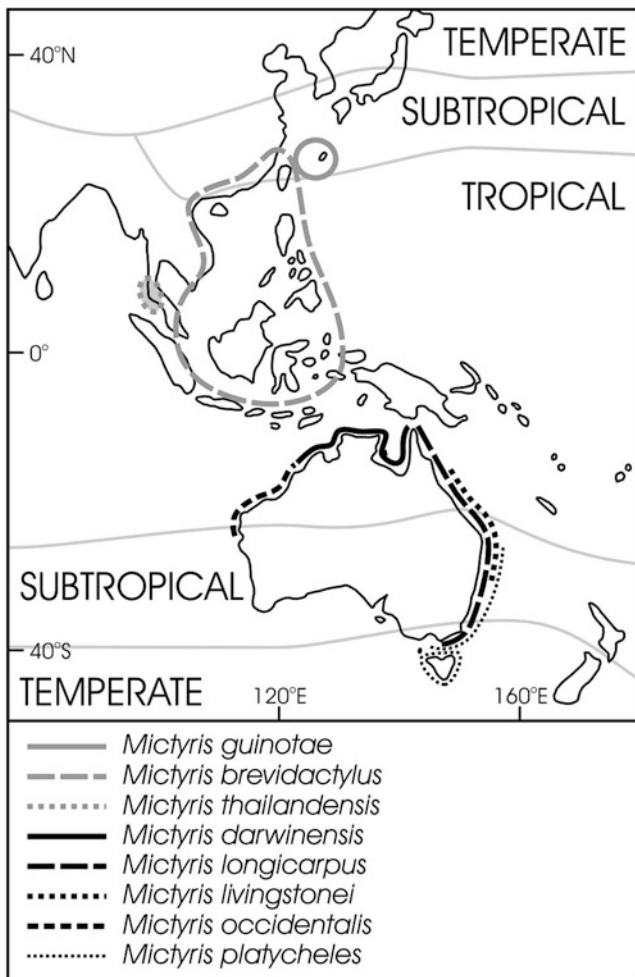 40°N
TEMPERATE
SUBTROPICAL
TROPICAL
0°
SUBTROPICAL
40°S
TEMPERATE
120°E
160°E
Mictyris guinotae
Mictyris brevidactylus
Mictyris thailandensis
Mictyris darwinensis
Mictyris longicarpus
Mictyris livingstonei
Mictyris occidentalis
Mictyris platycheles